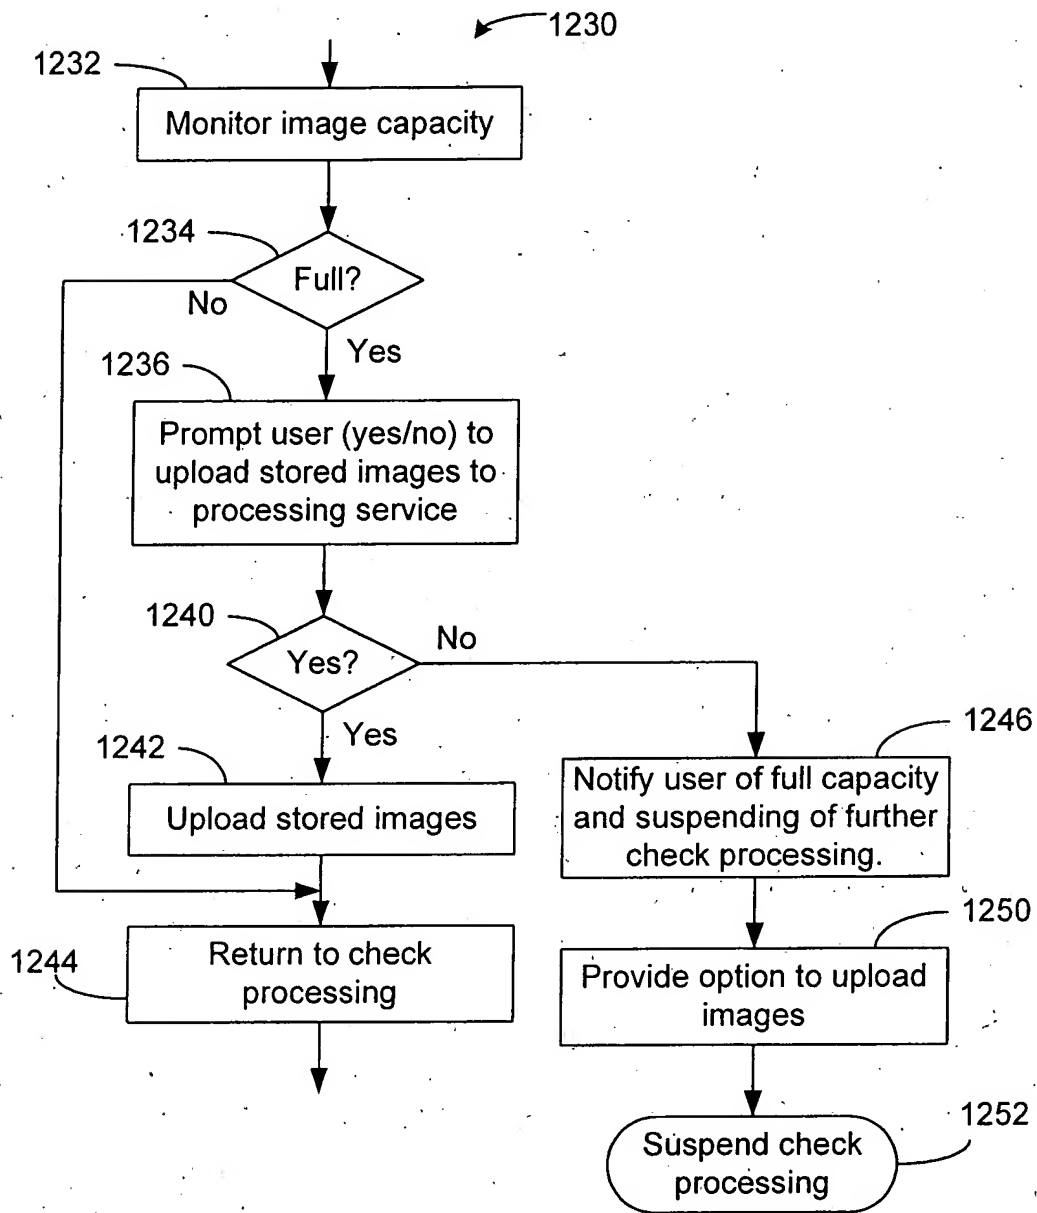 1230
1232
Monitor image capacity
1234
Full?
No
Yes
1236
Prompt user (yes/no) to
upload stored images to
processing service
1240
Yes?
No
Yes
1242
Upload stored images
1246
Notify user of full capacity
and suspending of further
check processing.
1244
Return to check
processing
1250
Provide option to upload
images
1252
Suspend check
processing